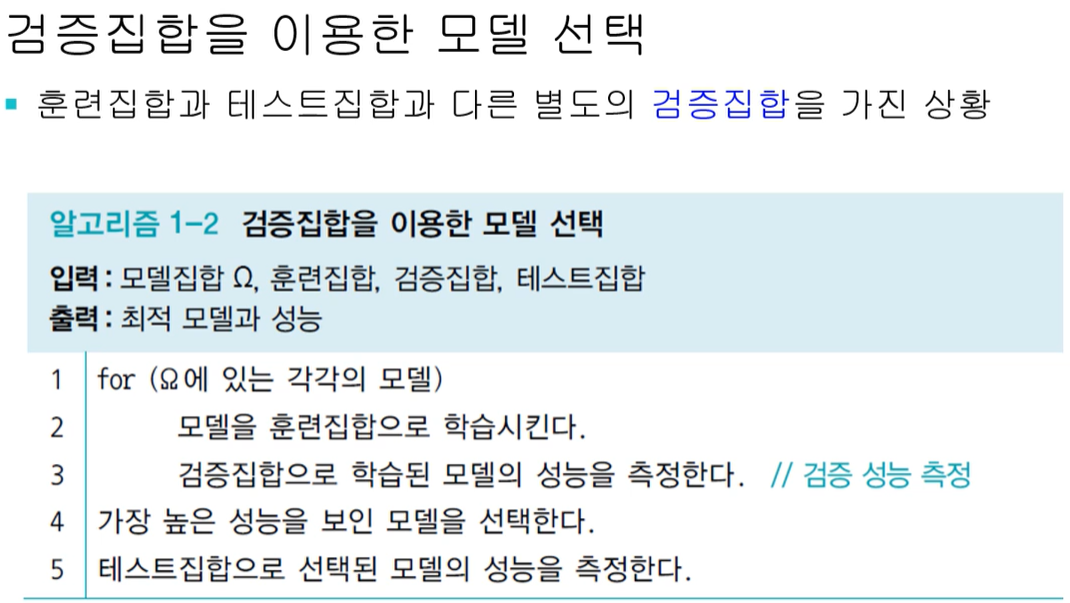 검증집합을 이용한 모델 선택
▪ 훈련집합과 테스트집합과 다른 별도의 검증집합을 가진 상황
알고리즘 1-2 검증집합을 이용한 모델 선택
입력 : 모델집합 Ω, 훈련집합, 검증집합, 테스트집합
출력 : 최적 모델과 성능
1 for (Ω에 있는 각각의 모델)
2 모델을 훈련집합으로 학습시킨다.
3 검증집합으로 학습된 모델의 성능을 측정한다. // 검증 성능 측정
4 가장 높은 성능을 보인 모델을 선택한다.
5 테스트집합으로 선택된 모델의 성능을 측정한다.